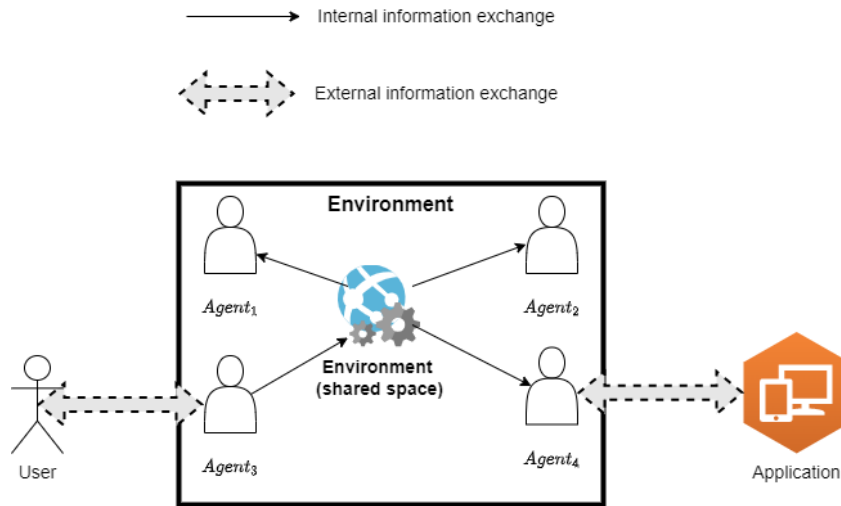 Internal information exchange
External information exchange
Environment
Agent₁
Agent₂
Environment
(shared space)
Agent₃
Agent₄
User
Application